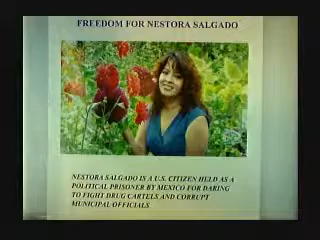 FREEDOM FOR NESTORA SALGADO
NESTORA SALGADO IS A U.S. CITIZEN HELD AS A
POLITICAL PRISONER BY MEXICO FOR DARING
TO FIGHT DRUG CARTELS AND CORRUPT
MUNICIPAL OFFICIALS